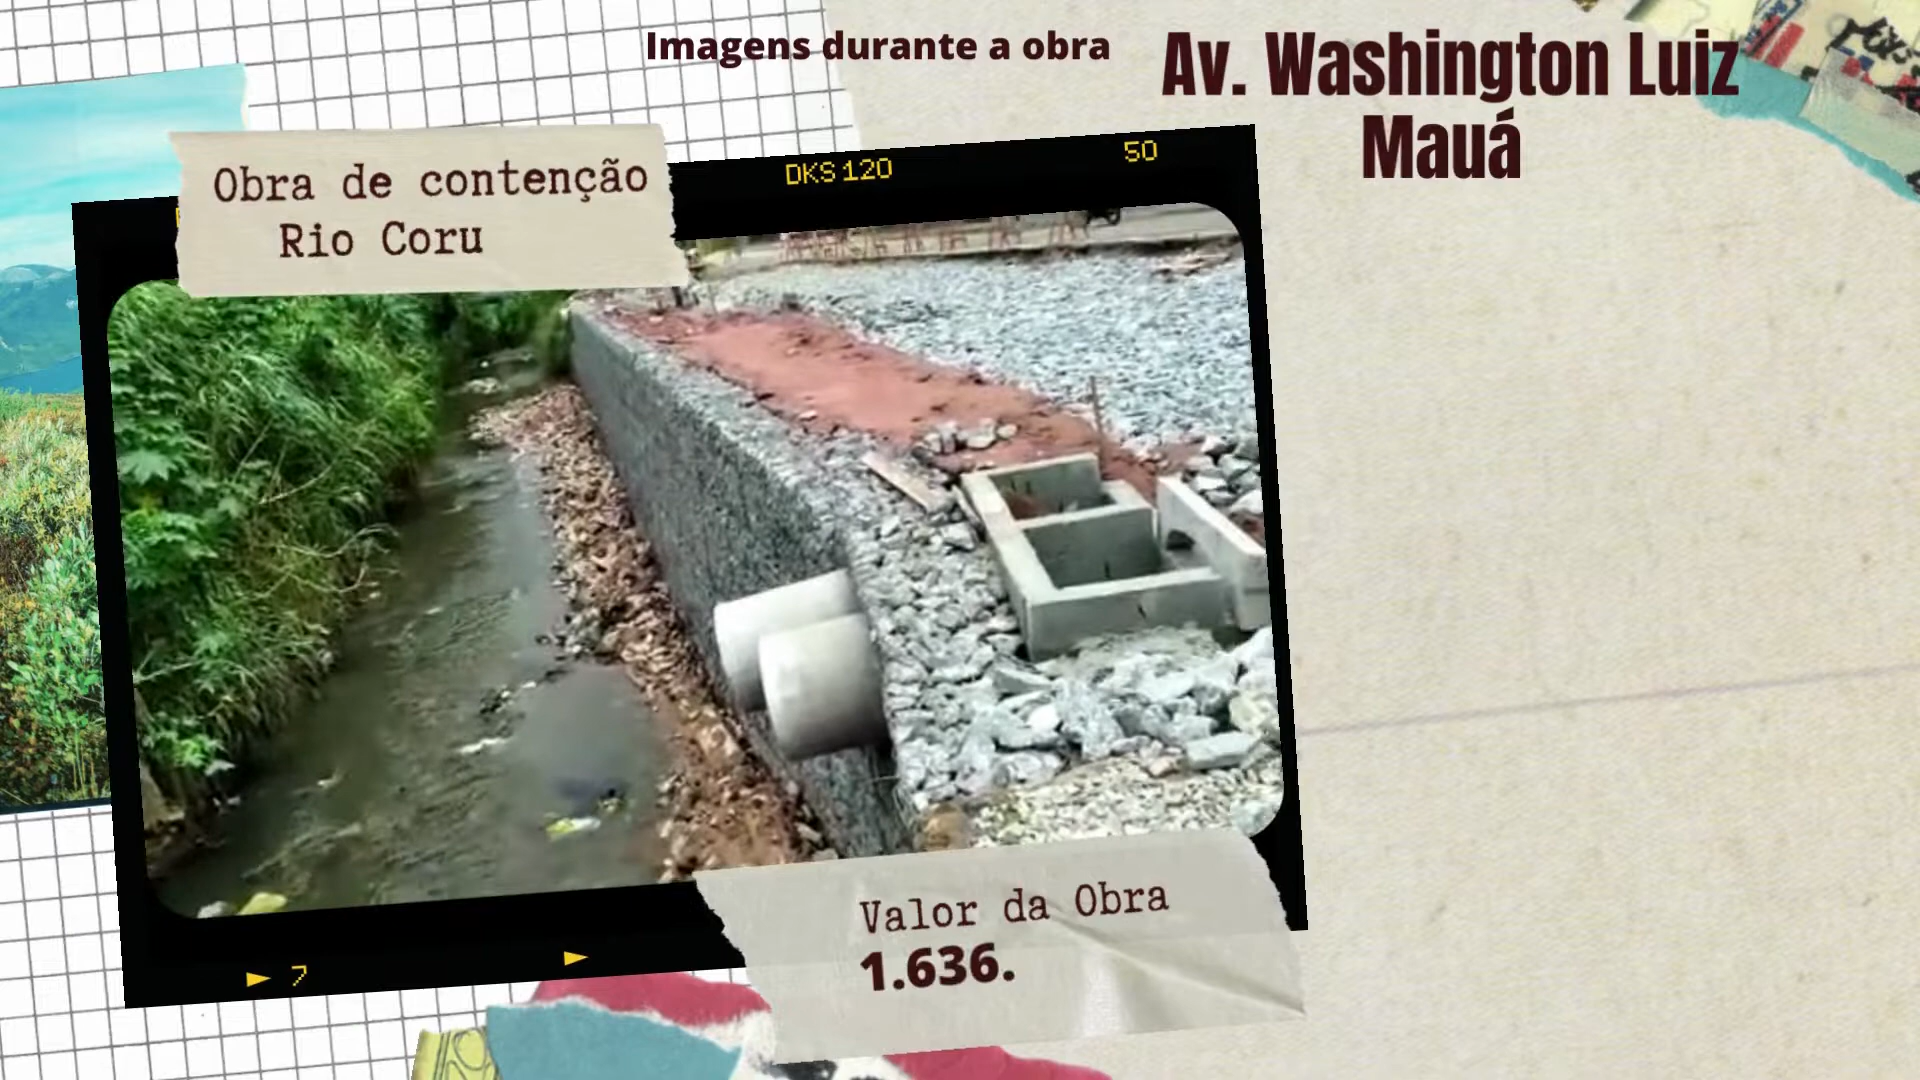 Imagens durante a obra
Av. Washington Luiz
Mauá
Obra de contenção
Rio Coru
DKS 120
50
Valor da Obra
1.636.
7